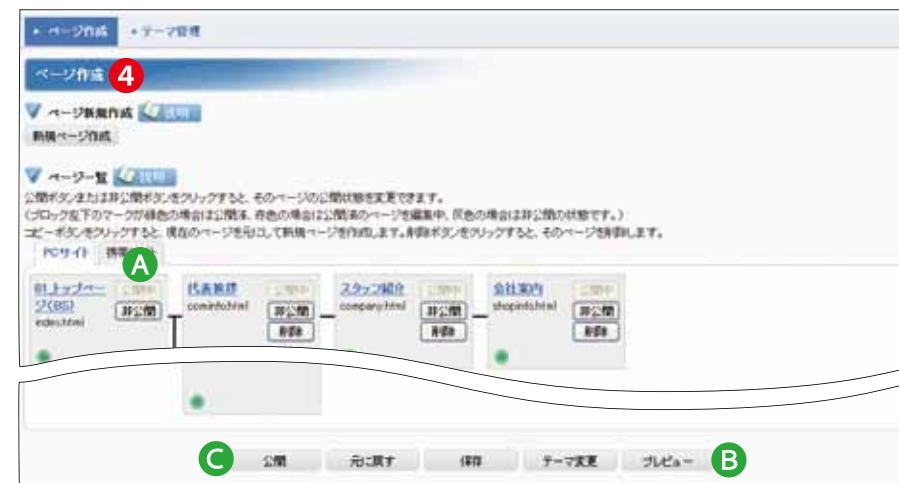 ページ作成 ・テーマ管理
ページ作成 4
ページ新規作成 説明
新規ページ作成
ページ一覧 説明
公開ボタンまたは非公開ボタンをクリックすると、そのページの公開状態を変更できます。
(ブロック左下のマークが緑色の場合は公開済、赤色の場合は公開済のページを編集中、灰色の場合は非公開の状態です。)
コピーボタンをクリックすると、現在のページを元にして新規ページを作成します。削除ボタンをクリックすると、そのページを削除します。
PCサイト 携帯
A
01.トップページ(BS) 公開中 代表挨拶 公開中 スタッフ紹介 公開中 会社案内 公開中
index.html 非公開 cominfo.html 非公開 company.html 非公開 shopinfo.html 非公開
削除 削除 削除
C 公開 元に戻す 保存 テーマ変更 プレビュー B